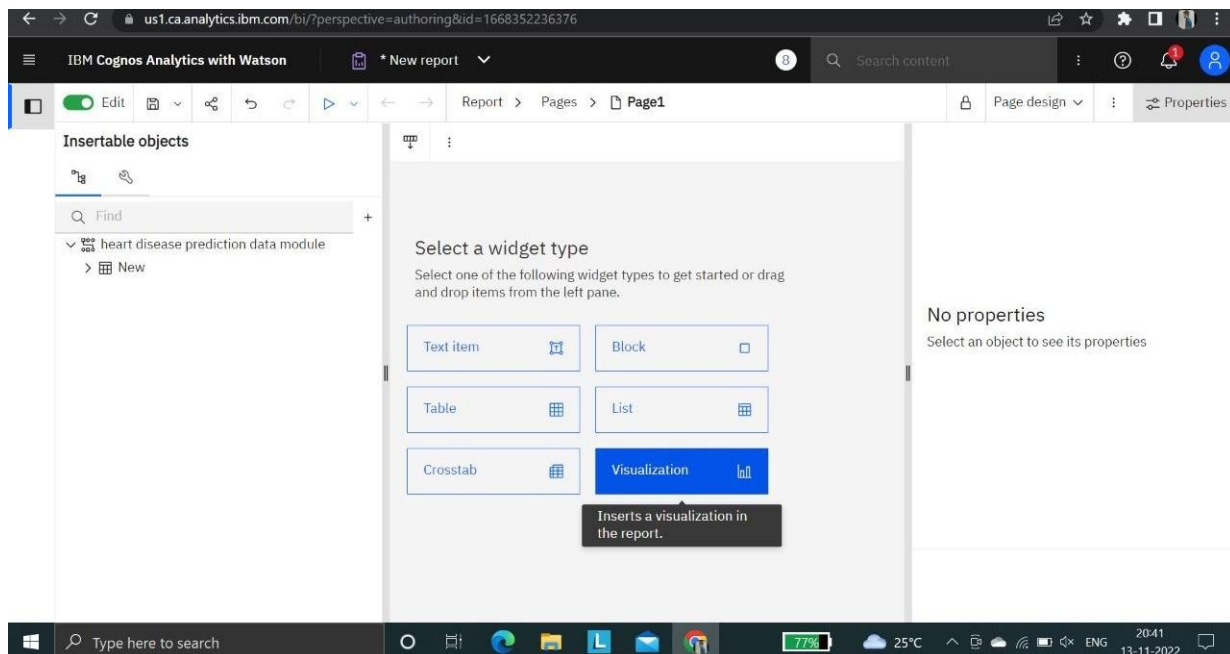 us1.ca.analytics.ibm.com/bi/?perspective=authoring&id=1668352236376
IBM Cognos Analytics with Watson
* New report
8
Search content
1
Edit
Report > Pages > Page1
Page design
Properties
Insertable objects
Find
+
heart disease prediction data module
New
Select a widget type
Select one of the following widget types to get started or drag
and drop items from the left pane.
Text item
Block
Table
List
Crosstab
Visualization
Inserts a visualization in
the report.
No properties
Select an object to see its properties
Type here to search
L
77%
25°C
ENG
20:41
13-11-2022